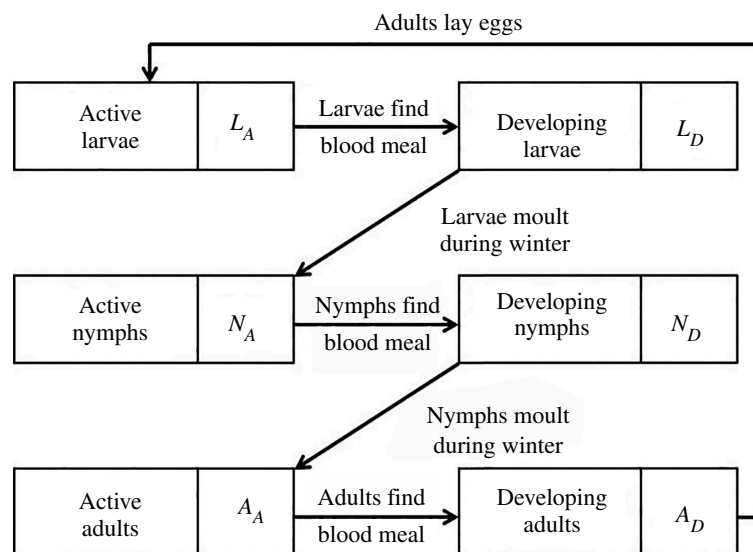 Adults lay eggs
Active
larvae
L_A
Larvae find
blood meal
Developing
larvae
L_D
Larvae moult
during winter
Active
nymphs
N_A
Nymphs find
blood meal
Developing
nymphs
N_D
Nymphs moult
during winter
Active
adults
A_A
Adults find
blood meal
Developing
adults
A_D